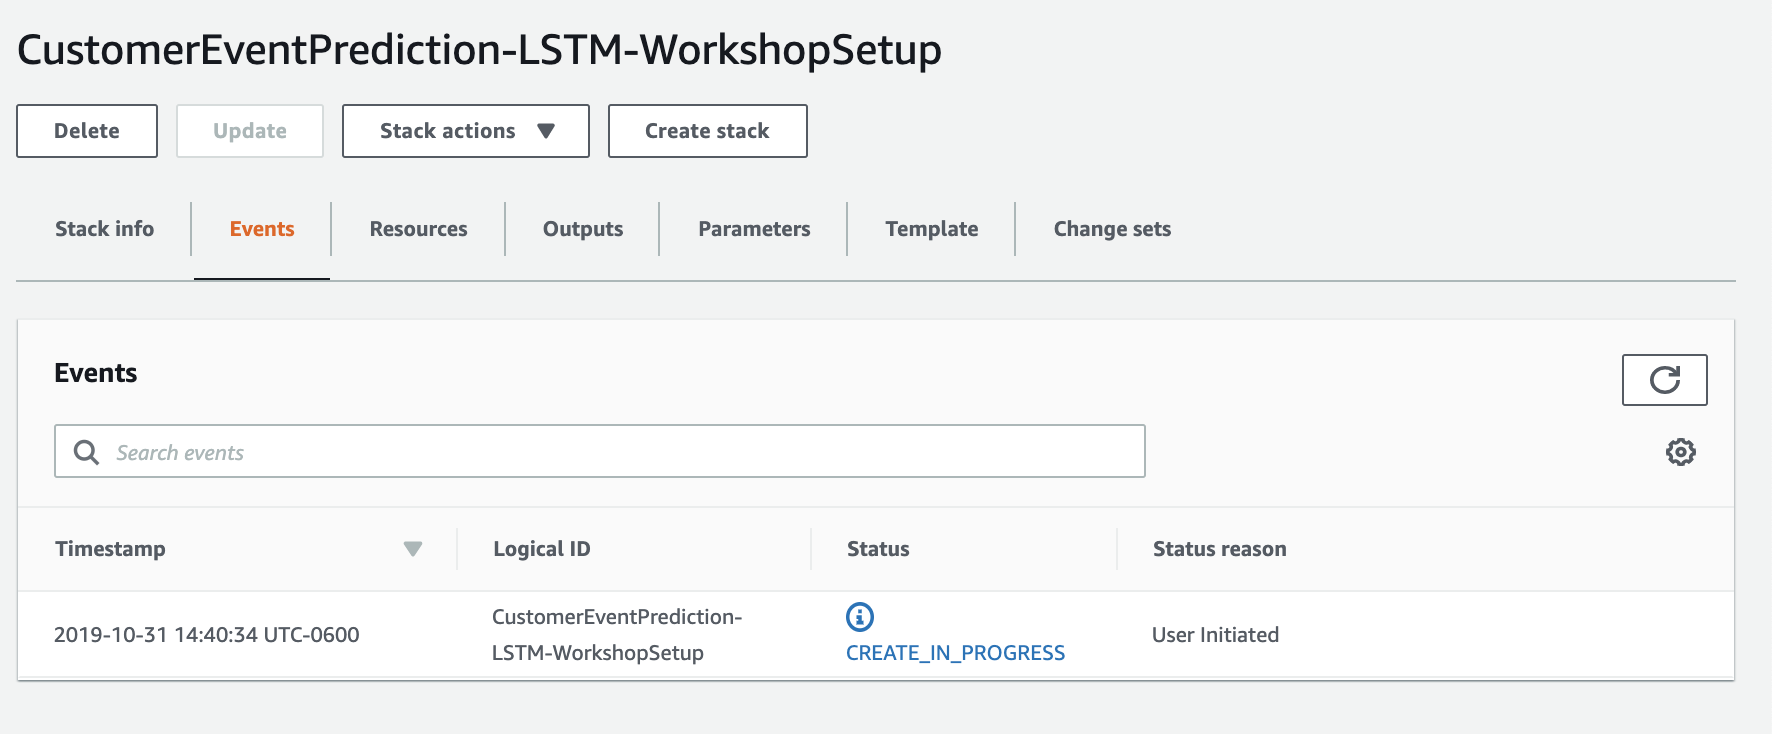 CustomerEventPrediction-LSTM-WorkshopSetup
Delete Update Stack actions Create stack
Stack info Events Resources Outputs Parameters Template Change sets
Events
Search events
Timestamp Logical ID Status Status reason
2019-10-31 14:40:34 UTC-0600 CustomerEventPrediction-
LSTM-WorkshopSetup CREATE_IN_PROGRESS User Initiated